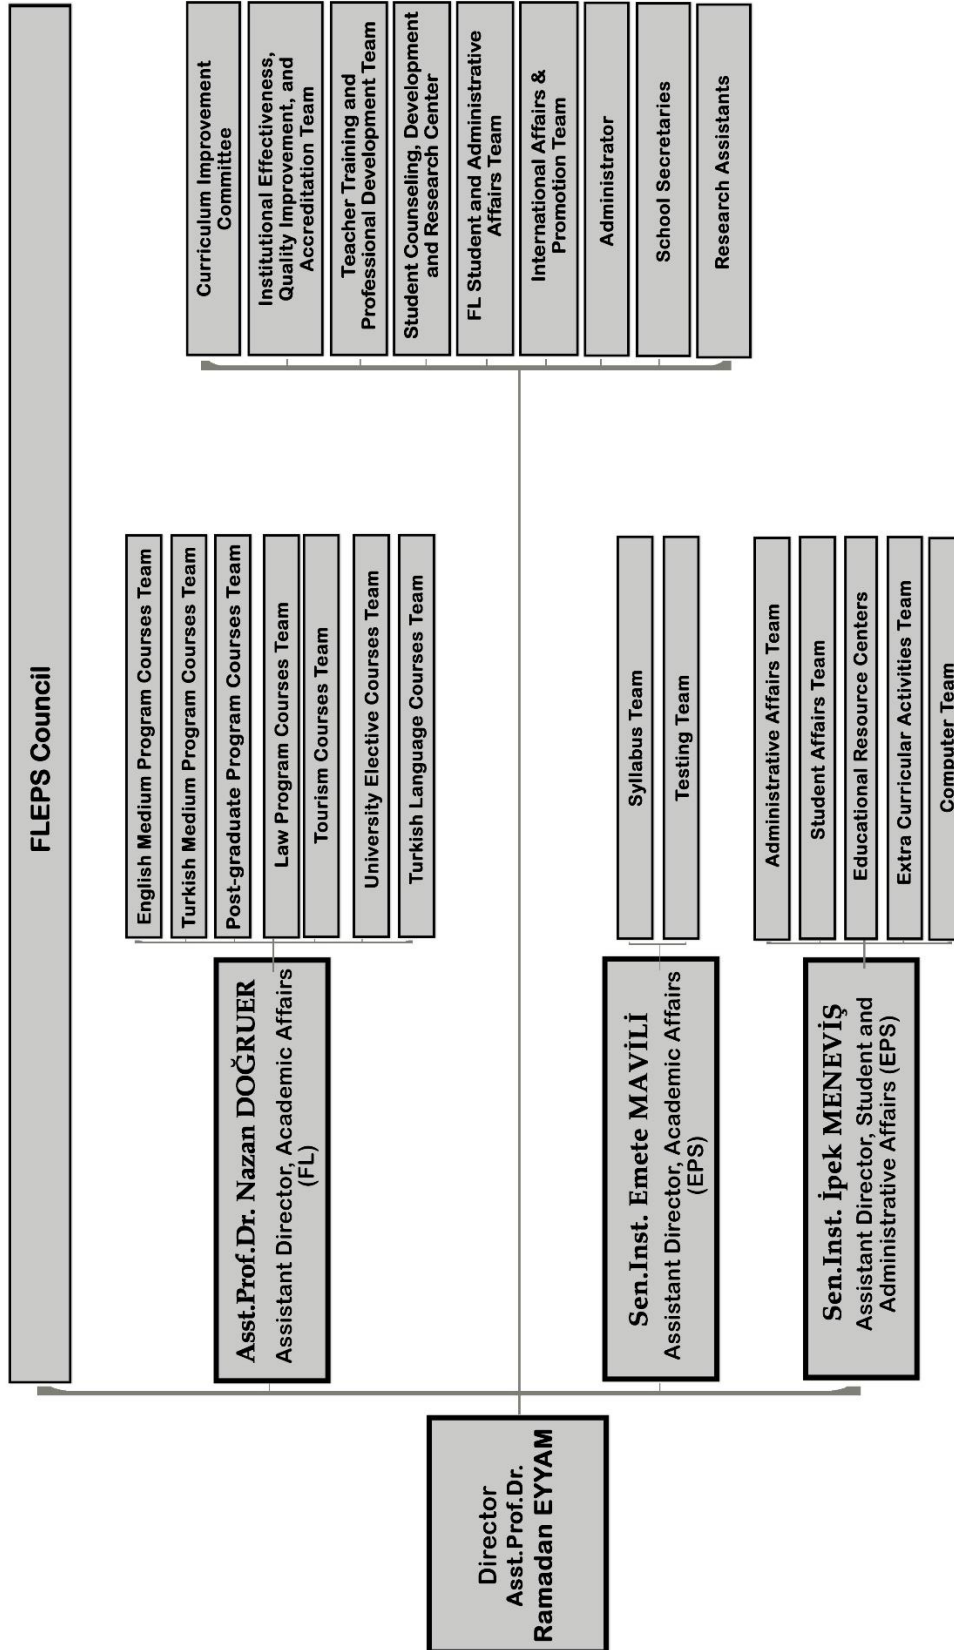 FLEPS Council
Director
Asst.Prof.Dr.
Ramadan EYYAM
Asst.Prof.Dr. Nazan DOĞRUER
Assistant Director, Academic Affairs
(FL)
English Medium Program Courses Team
Turkish Medium Program Courses Team
Post-graduate Program Courses Team
Law Program Courses Team
Tourism Courses Team
University Elective Courses Team
Turkish Language Courses Team
Sen.Inst. Emete MAVİLİ
Assistant Director, Academic Affairs
(EPS)
Syllabus Team
Testing Team
Sen.Inst. İpek MENEVİŞ
Assistant Director, Student and
Administrative Affairs (EPS)
Administrative Affairs Team
Student Affairs Team
Educational Resource Centers
Extra Curricular Activities Team
Computer Team
Curriculum Improvement
Committee
Institutional Effectiveness,
Quality Improvement, and
Accreditation Team
Teacher Training and
Professional Development Team
Student Counseling, Development
and Research Center
FL Student and Administrative
Affairs Team
International Affairs &
Promotion Team
Administrator
School Secretaries
Research Assistants